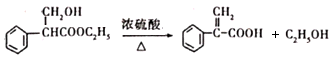 CH₂OH
CHCOOC₂H₅ 浓硫酸 △ CH₂ C COOH + C₂H₅OH